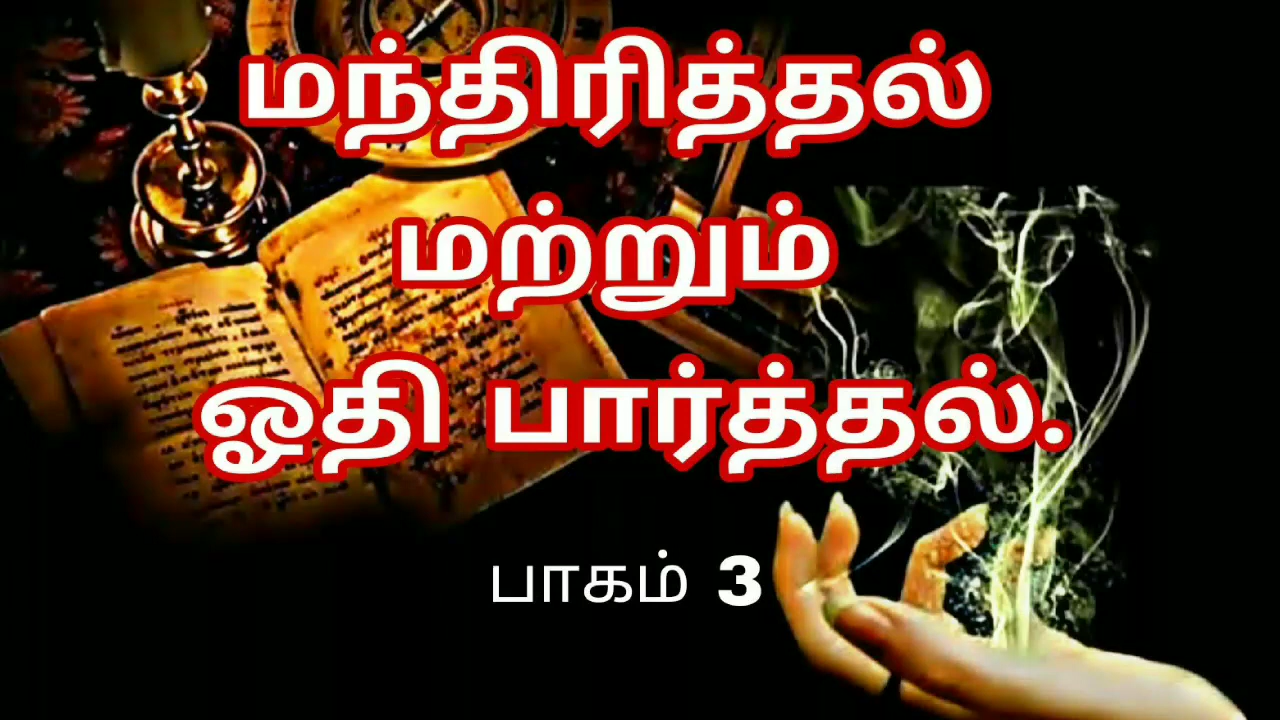 மந்திரித்தல்
மற்றும்
ஓதி பார்த்தல்.
பாகம் 3